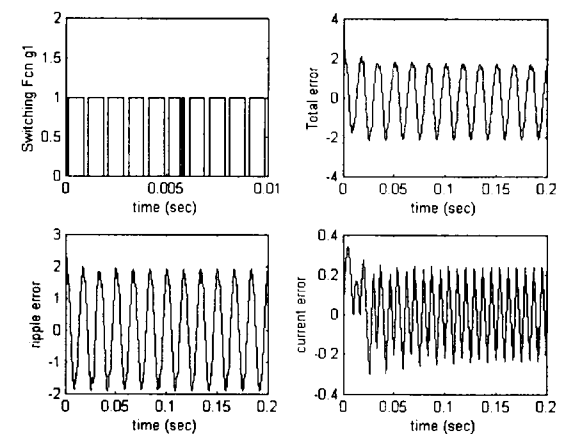 2
1.5
1
0.5
0
Switching Fcn g1
0 0.005 0.01
time (sec)
4
2
0
-2
-4
Total error
0 0.05 0.1 0.15 0.2
time (sec)
3
2
1
0
-1
-2
ripple error
0 0.05 0.1 0.15 0.2
time (sec)
0.4
0.2
0
-0.2
-0.4
current error
0 0.05 0.1 0.15 0.2
time (sec)